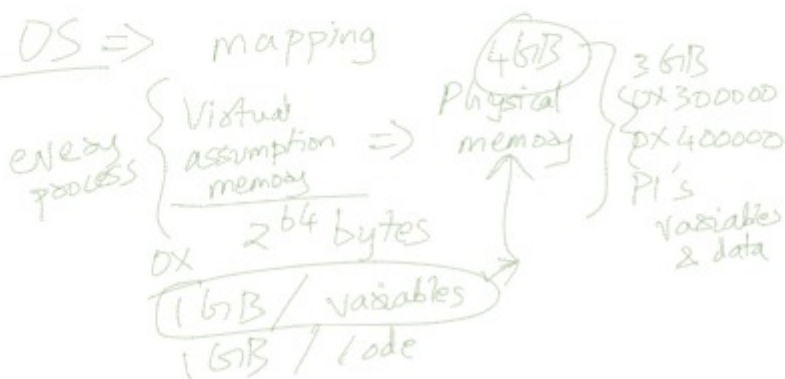 OS => mapping
every process
Virtual assumption memory =>
2^64 bytes
0x
1GB / variables
1GB / code
4GB
Physical memory
3GB
0x300000
0x400000
P1's variables & data